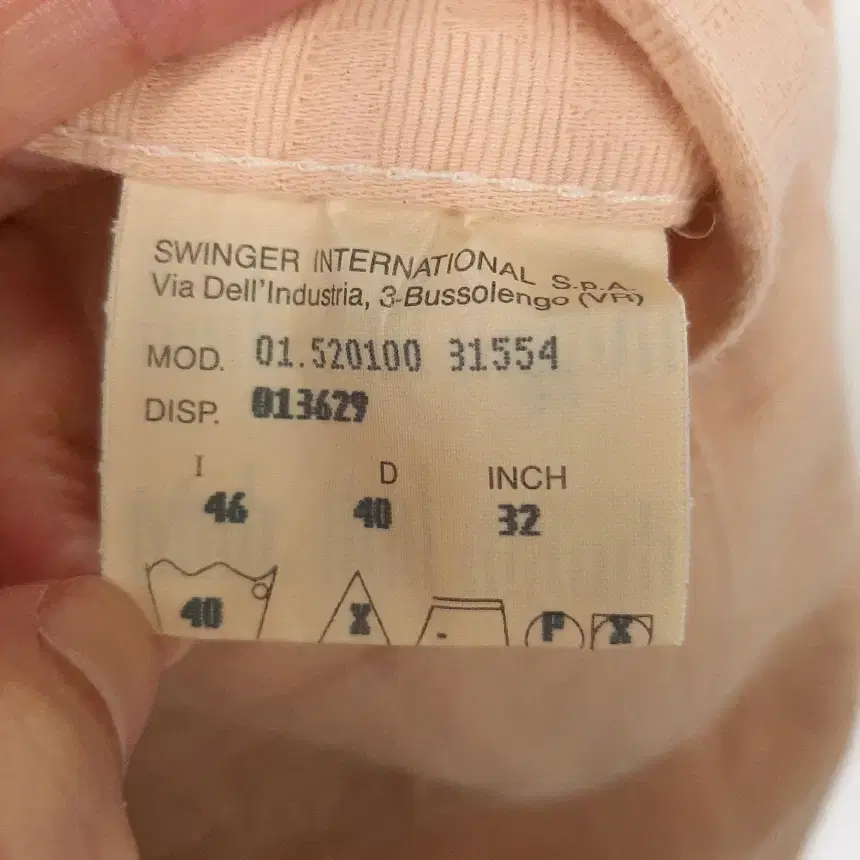 SWINGER INTERNATIONAL S.p.A.
Via Dell'Industria, 3-Bussolengo (VR)
MOD. 01.520100 31554
DISP. 013629
I D INCH
46 40 32
40 X P X